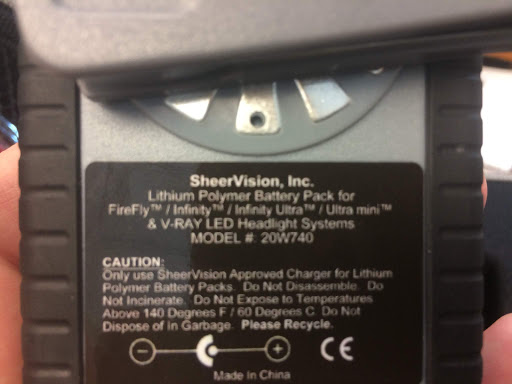 SheerVision, Inc.
Lithium Polymer Battery Pack for
FireFly™ / Infinity™ / Infinity Ultra™ / Ultra mini™
& V-RAY LED Headlight Systems
MODEL #: 20W740
CAUTION:
Only use SheerVision Approved Charger for Lithium
Polymer Battery Packs. Do Not Disassemble. Do
Not Incinerate. Do Not Expose to Temperatures
Above 140 Degrees F / 60 Degrees C. Do Not
Dispose of in Garbage. Please Recycle.
CE
Made In China